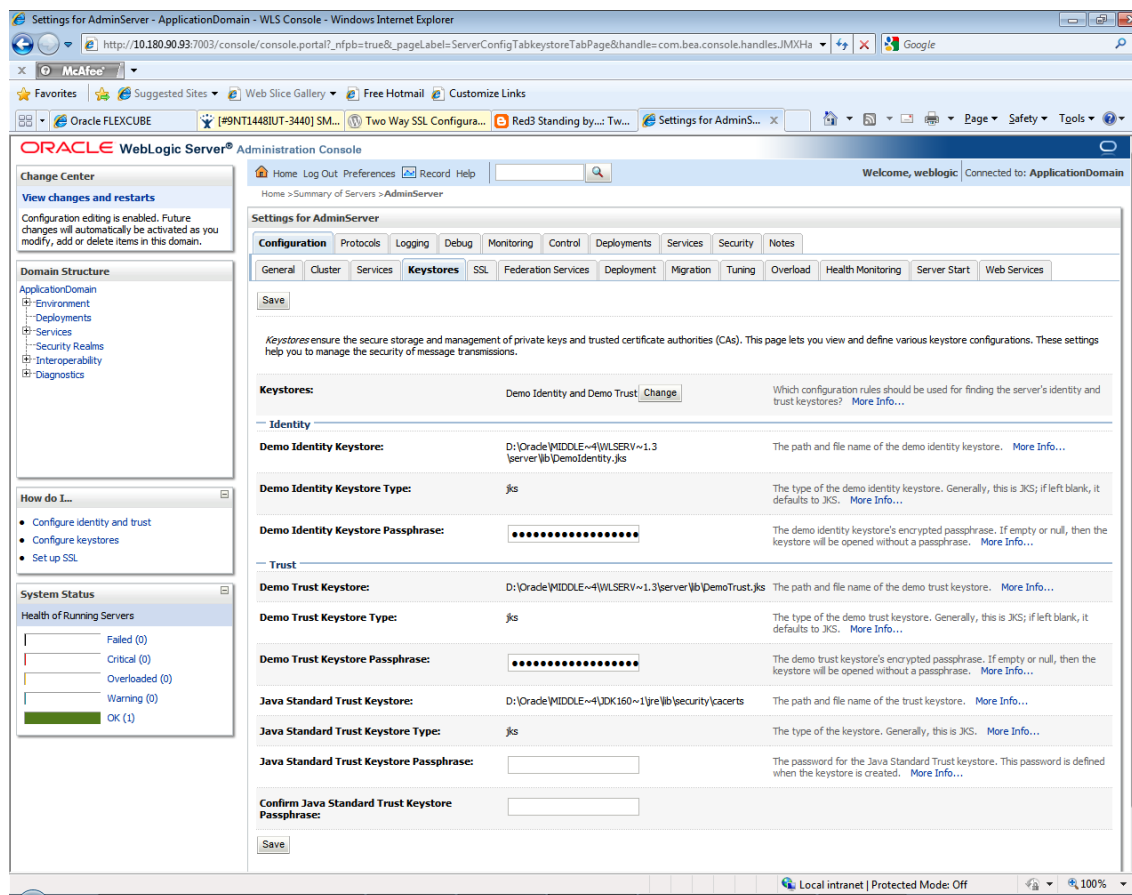 Settings for AdminServer - ApplicationDomain - WLS Console - Windows Internet Explorer
http://10.180.90.93:7003/console/console.portal?_nfpb=true&_pageLabel=ServerConfigTabkeystoreTabPage&handle=com.bea.console.handles.JMXHa
Google
X McAfee
Favorites Suggested Sites Web Slice Gallery Free Hotmail Customize Links
Oracle FLEXCUBE [#9NT1448IUT-3440] SM... Two Way SSL Configura... Red3 Standing by...: Tw... Settings for AdminS... X Page Safety Tools
ORACLE WebLogic Server® Administration Console
Change Center
View changes and restarts
Configuration editing is enabled. Future
changes will automatically be activated as you
modify, add or delete items in this domain.
Domain Structure
ApplicationDomain
Environment
Deployments
Services
Security Realms
Interoperability
Diagnostics
How do I...
Configure identity and trust
Configure keystores
Set up SSL
System Status
Health of Running Servers
Failed (0)
Critical (0)
Overloaded (0)
Warning (0)
OK (1)
Home Log Out Preferences Record Help
Welcome, weblogic Connected to: ApplicationDomain
Home >Summary of Servers >AdminServer
Settings for AdminServer
Configuration Protocols Logging Debug Monitoring Control Deployments Services Security Notes
General Cluster Services Keystores SSL Federation Services Deployment Migration Tuning Overload Health Monitoring Server Start Web Services
Save
Keystores ensure the secure storage and management of private keys and trusted certificate authorities (CAs). This page lets you view and define various keystore configurations. These settings
help you to manage the security of message transmissions.
Keystores: Demo Identity and Demo Trust Change Which configuration rules should be used for finding the server's identity and
trust keystores? More Info...
Identity
Demo Identity Keystore: D:\Oracle\MIDDLE~4\WLSERV~1.3 The path and file name of the demo identity keystore. More Info...
\server\lib\DemoIdentity.jks
Demo Identity Keystore Type: jks The type of the demo identity keystore. Generally, this is JKS; if left blank, it
defaults to JKS. More Info...
Demo Identity Keystore Passphrase: The demo identity keystore's encrypted passphrase. If empty or null, then the
keystore will be opened without a passphrase. More Info...
Trust
Demo Trust Keystore: D:\Oracle\MIDDLE~4\WLSERV~1.3\server\lib\DemoTrust.jks The path and file name of the demo trust keystore. More Info...
Demo Trust Keystore Type: jks The type of the demo trust keystore. Generally, this is JKS; if left blank, it
defaults to JKS. More Info...
Demo Trust Keystore Passphrase: The demo trust keystore's encrypted passphrase. If empty or null, then the
keystore will be opened without a passphrase. More Info...
Java Standard Trust Keystore: D:\Oracle\MIDDLE~4\JDK160~1\jre\lib\security\cacerts The path and file name of the trust keystore. More Info...
Java Standard Trust Keystore Type: jks The type of the keystore. Generally, this is JKS. More Info...
Java Standard Trust Keystore Passphrase: The password for the Java Standard Trust keystore. This password is defined
when the keystore is created. More Info...
Confirm Java Standard Trust Keystore
Passphrase:
Save
Local intranet | Protected Mode: Off 100%